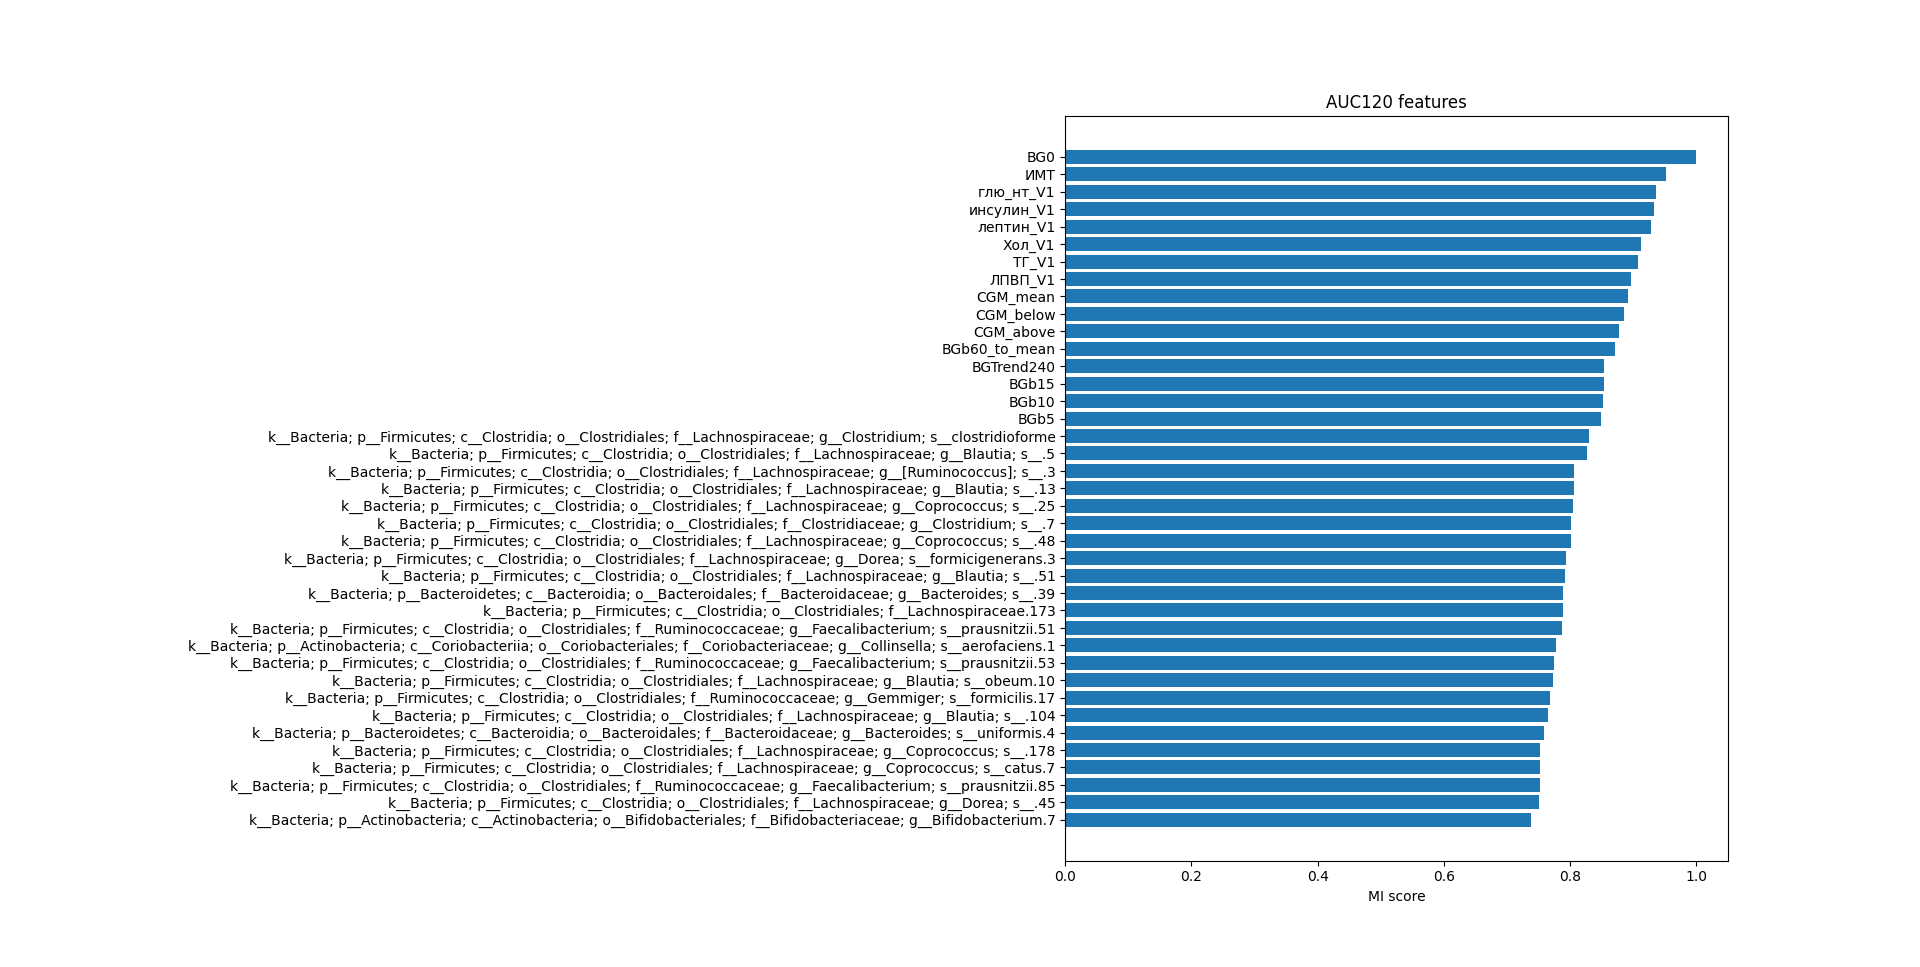 AUC120 features
BG0
ИМТ
глю_нт_V1
инсулин_V1
лептин_V1
Хол_V1
ТГ_V1
ЛПВП_V1
CGM_mean
CGM_below
CGM_above
BGb60_to_mean
BGTrend240
BGb15
BGb10
BGb5
k__Bacteria; p__Firmicutes; c__Clostridia; o__Clostridiales; f__Lachnospiraceae; g__Clostridium; s__clostridioforme
k__Bacteria; p__Firmicutes; c__Clostridia; o__Clostridiales; f__Lachnospiraceae; g__Blautia; s__.5
k__Bacteria; p__Firmicutes; c__Clostridia; o__Clostridiales; f__Lachnospiraceae; g__[Ruminococcus]; s__.3
k__Bacteria; p__Firmicutes; c__Clostridia; o__Clostridiales; f__Lachnospiraceae; g__Blautia; s__.13
k__Bacteria; p__Firmicutes; c__Clostridia; o__Clostridiales; f__Lachnospiraceae; g__Coprococcus; s__.25
k__Bacteria; p__Firmicutes; c__Clostridia; o__Clostridiales; f__Clostridiaceae; g__Clostridium; s__.7
k__Bacteria; p__Firmicutes; c__Clostridia; o__Clostridiales; f__Lachnospiraceae; g__Coprococcus; s__.48
k__Bacteria; p__Firmicutes; c__Clostridia; o__Clostridiales; f__Lachnospiraceae; g__Dorea; s__formicigenerans.3
k__Bacteria; p__Firmicutes; c__Clostridia; o__Clostridiales; f__Lachnospiraceae; g__Blautia; s__.51
k__Bacteria; p__Bacteroidetes; c__Bacteroidia; o__Bacteroidales; f__Bacteroidaceae; g__Bacteroides; s__.39
k__Bacteria; p__Firmicutes; c__Clostridia; o__Clostridiales; f__Lachnospiraceae.173
k__Bacteria; p__Firmicutes; c__Clostridia; o__Clostridiales; f__Ruminococcaceae; g__Faecalibacterium; s__prausnitzii.51
k__Bacteria; p__Actinobacteria; c__Coriobacteriia; o__Coriobacteriales; f__Coriobacteriaceae; g__Collinsella; s__aerofaciens.1
k__Bacteria; p__Firmicutes; c__Clostridia; o__Clostridiales; f__Ruminococcaceae; g__Faecalibacterium; s__prausnitzii.53
k__Bacteria; p__Firmicutes; c__Clostridia; o__Clostridiales; f__Lachnospiraceae; g__Blautia; s__obeum.10
k__Bacteria; p__Firmicutes; c__Clostridia; o__Clostridiales; f__Ruminococcaceae; g__Gemmiger; s__formicilis.17
k__Bacteria; p__Firmicutes; c__Clostridia; o__Clostridiales; f__Lachnospiraceae; g__Blautia; s__.104
k__Bacteria; p__Bacteroidetes; c__Bacteroidia; o__Bacteroidales; f__Bacteroidaceae; g__Bacteroides; s__uniformis.4
k__Bacteria; p__Firmicutes; c__Clostridia; o__Clostridiales; f__Lachnospiraceae; g__Coprococcus; s__.178
k__Bacteria; p__Firmicutes; c__Clostridia; o__Clostridiales; f__Lachnospiraceae; g__Coprococcus; s__catus.7
k__Bacteria; p__Firmicutes; c__Clostridia; o__Clostridiales; f__Ruminococcaceae; g__Faecalibacterium; s__prausnitzii.85
k__Bacteria; p__Firmicutes; c__Clostridia; o__Clostridiales; f__Lachnospiraceae; g__Dorea; s__.45
k__Bacteria; p__Actinobacteria; c__Actinobacteria; o__Bifidobacteriales; f__Bifidobacteriaceae; g__Bifidobacterium.7
0.0 0.2 0.4 0.6 0.8 1.0
MI score